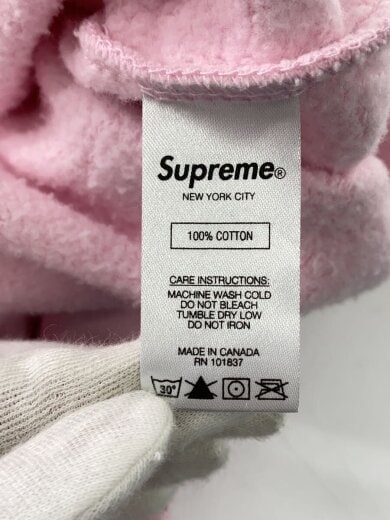 Supreme®
NEW YORK CITY
100% COTTON
CARE INSTRUCTIONS:
MACHINE WASH COLD
DO NOT BLEACH
TUMBLE DRY LOW
DO NOT IRON
MADE IN CANADA
RN 101837
30°